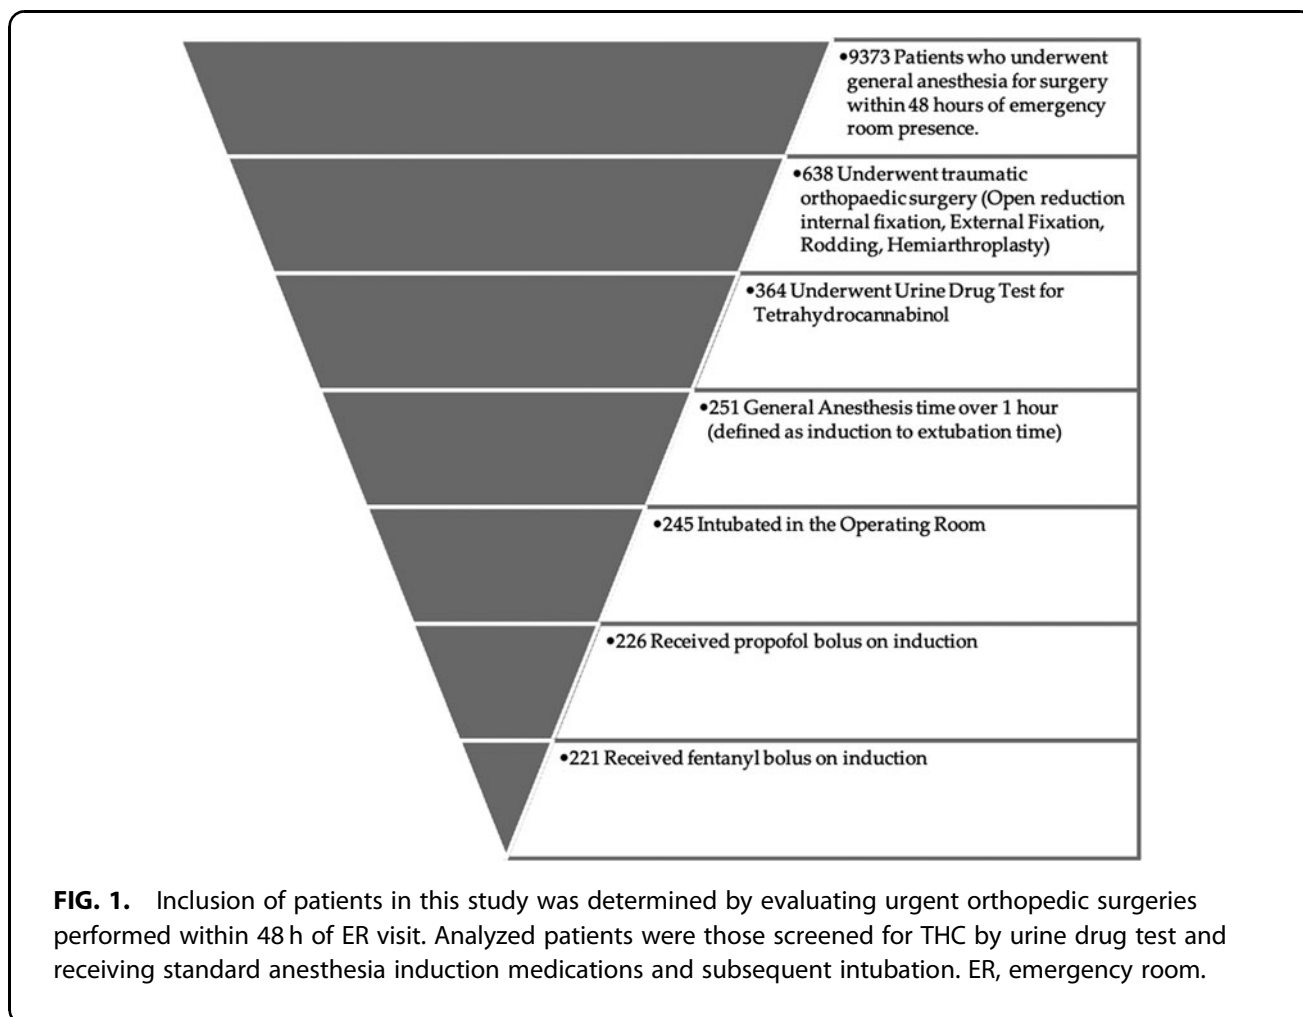 •9373 Patients who underwent
general anesthesia for surgery
within 48 hours of emergency
room presence.
•638 Underwent traumatic
orthopaedic surgery (Open reduction
internal fixation, External Fixation,
Rodding, Hemiarthroplasty)
•364 Underwent Urine Drug Test for
Tetrahydrocannabinol
•251 General Anesthesis time over 1 hour
(defined as induction to extubation time)
•245 Intubated in the Operating Room
•226 Received propofol bolus on induction
•221 Received fentanyl bolus on induction
FIG. 1. Inclusion of patients in this study was determined by evaluating urgent orthopedic surgeries
performed within 48 h of ER visit. Analyzed patients were those screened for THC by urine drug test and
receiving standard anesthesia induction medications and subsequent intubation. ER, emergency room.